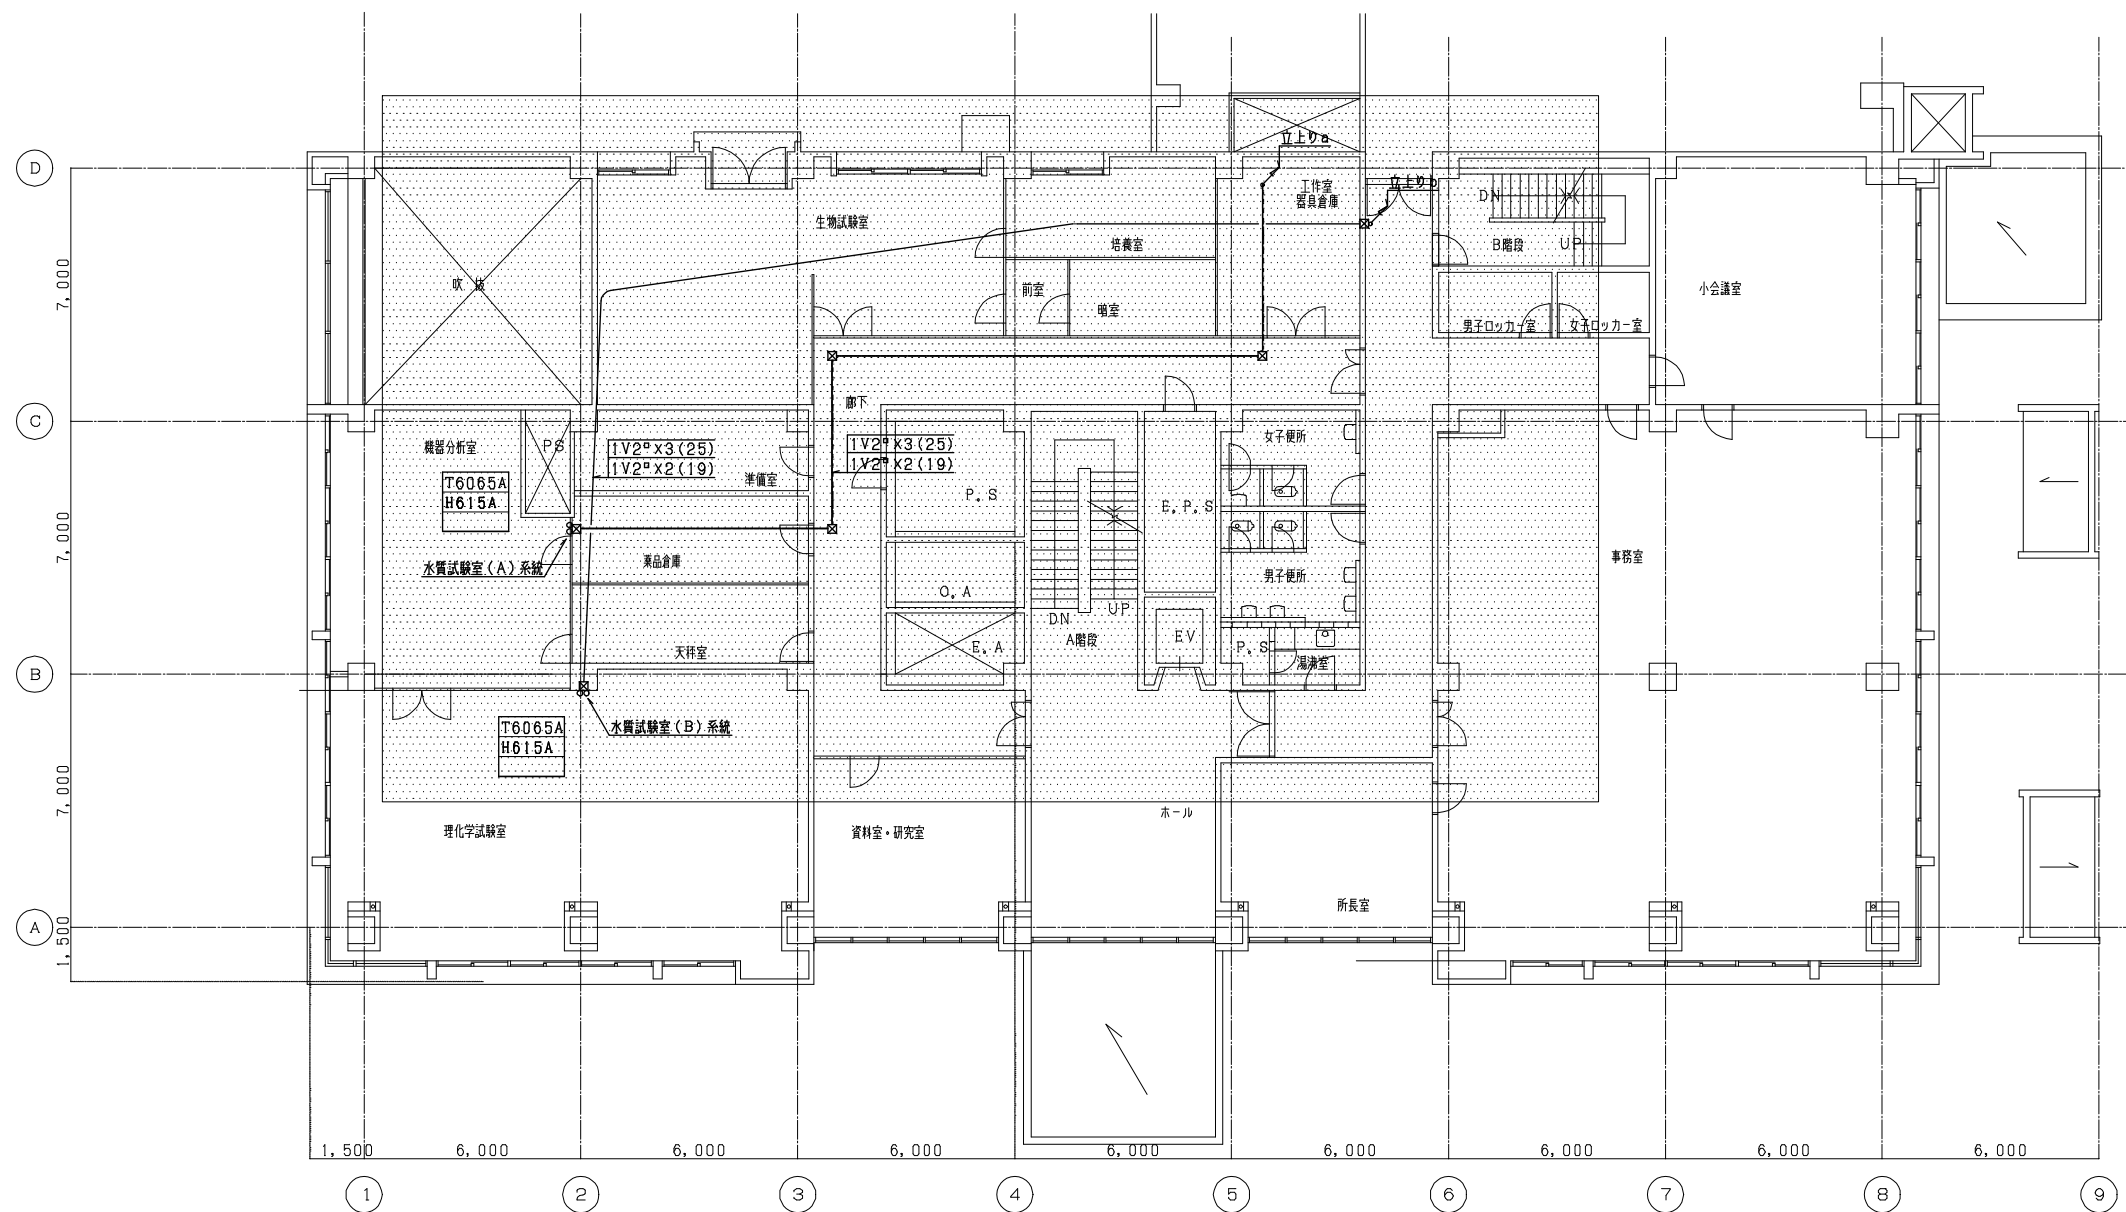 立上りa
D
工作室
器具倉庫
立上りb
DN
生物試験室
培養室
B階段
UP
吹 抜
前室
暗室
小会議室
7,000
男子ロッカー室
女子ロッカー室
廊下
C
機器分析室
PS
1V2□X3(25)
1V2□X2(19)
準備室
1V2□X3(25)
1V2□X2(19)
女子便所
T6065A
H615A
P.S
E.P.S
7,000
水質試験室(A)系統
薬品倉庫
事務室
男子便所
O.A
DN
UP
A階段
EV
E.A
P.S
湯沸室
天秤室
B
T6065A
H615A
水質試験室(B)系統
7,000
理化学試験室
資料室・研究室
ホール
所長室
A
1,500
1,500
6,000
6,000
6,000
6,000
6,000
6,000
6,000
6,000
1
2
3
4
5
6
7
8
9